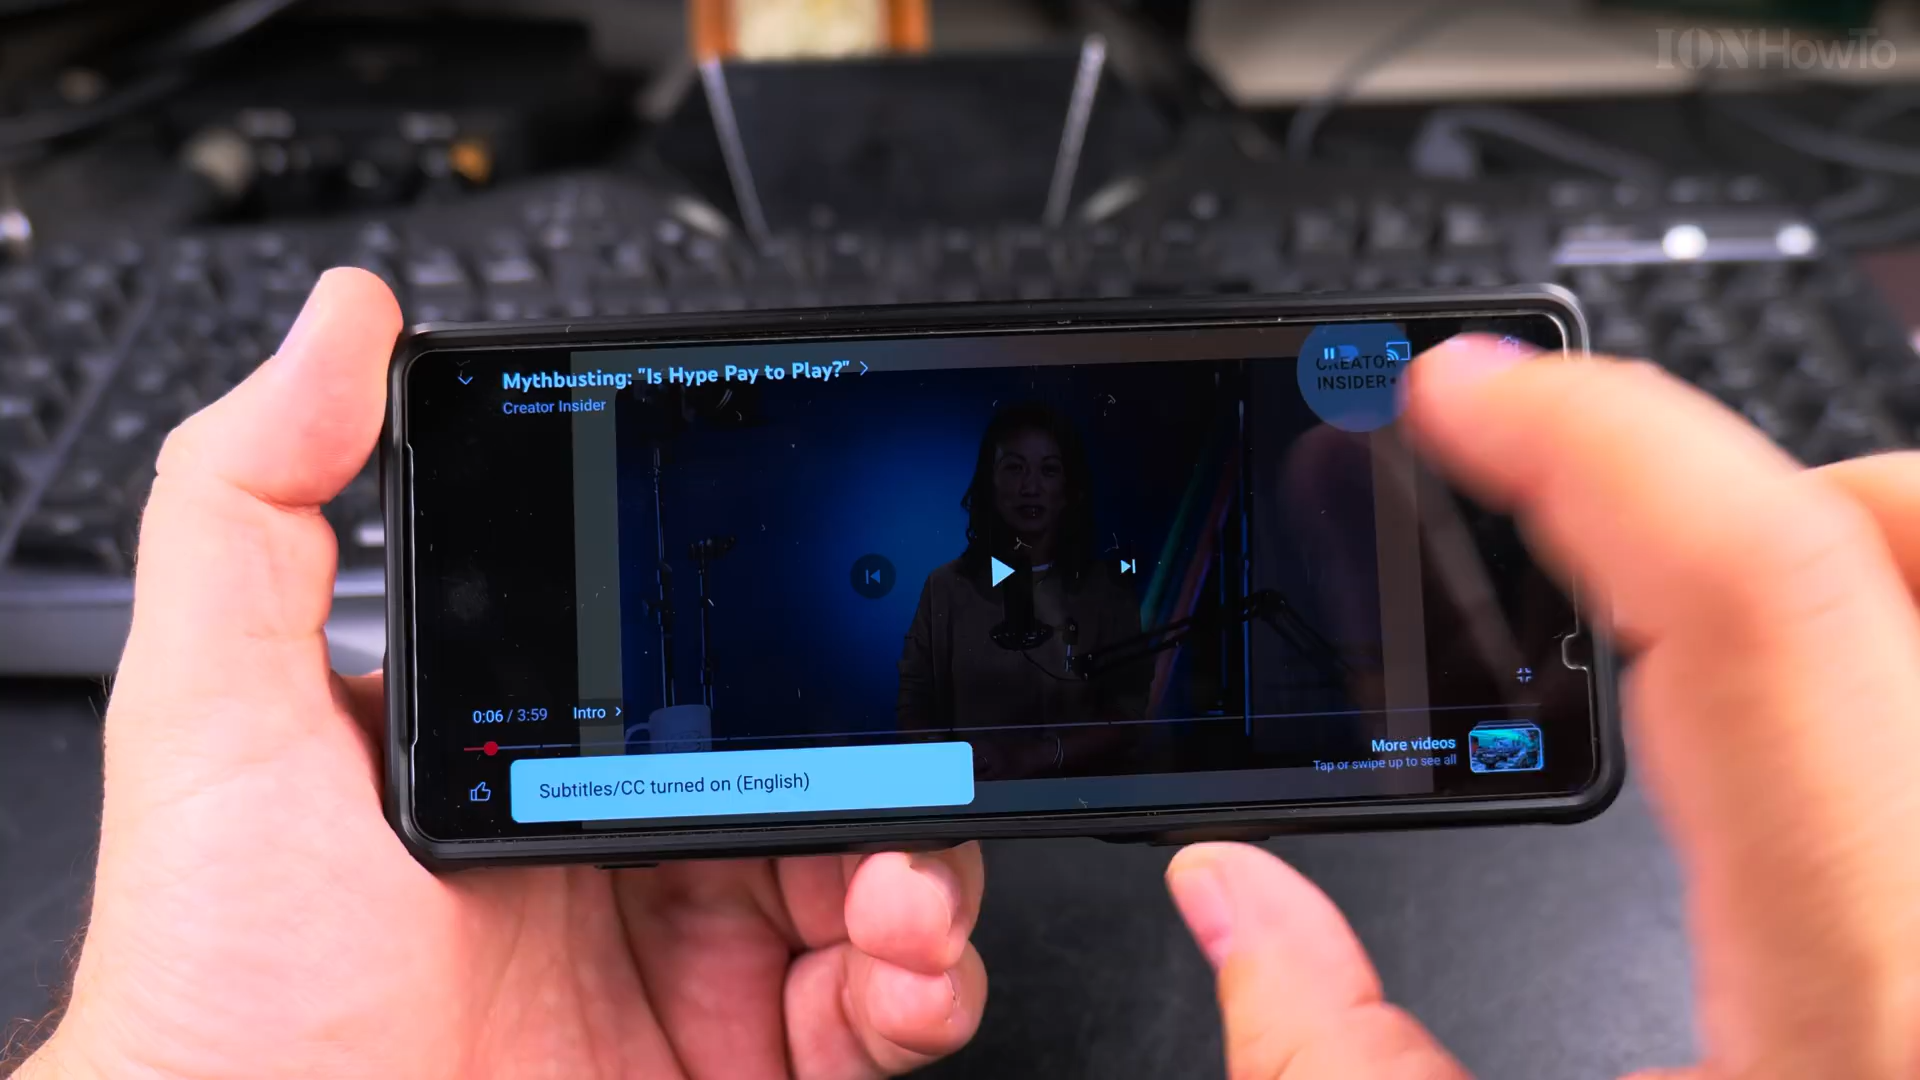 IONHowTo
Mythbusting: "Is Hype Pay to Play?"
Creator Insider
CREATOR
INSIDER
0:06 / 3:59
Intro
More videos
Tap or swipe up to see all
Subtitles/CC turned on (English)